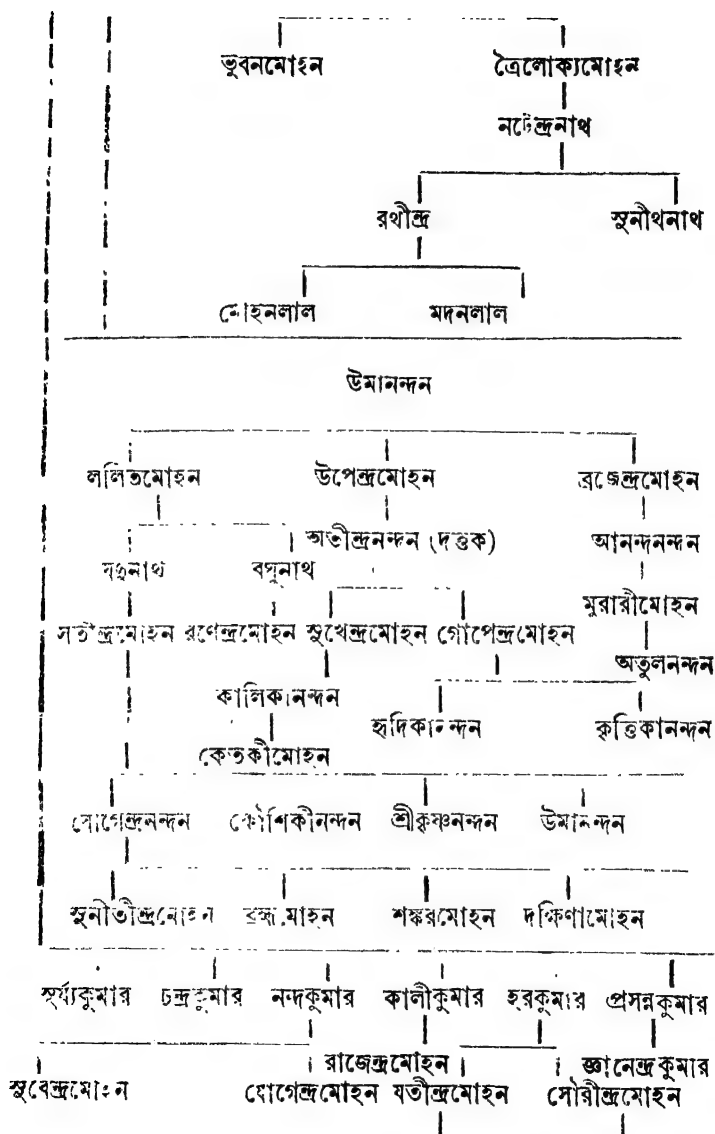 ভুবনমোহন ত্রৈলোক্যমোহন
নটেন্দ্রনাথ
রথীন্দ্র সুনীথনাথ
মোহনলাল মদনলাল
উমানন্দন
ললিতমোহন উপেন্দ্রমোহন ব্রজেন্দ্রমোহন
অতীন্দ্রনন্দন (দত্তক) আনন্দনন্দন
যদুনাথ রঘুনাথ
মুরারীমোহন
সতীন্দ্রমোহন রণেন্দ্রমোহন সুখেন্দ্রমোহন গোপেন্দ্রমোহন
অতুলনন্দন
কালিকানন্দন
হৃদিকানন্দন কৃত্তিকানন্দন
কেতকীমোহন
যোগেন্দ্রনন্দন কৌশিকীনন্দন শ্রীকৃষ্ণনন্দন উমানন্দন
সুনীতীন্দ্রমোহন শঙ্করমোহন দক্ষিণামোহন
সূর্য্যকুমার চন্দ্রকুমার নন্দকুমার কালীকুমার হরকুমার প্রসন্নকুমার
রাজেন্দ্রমোহন জ্ঞানেন্দ্রকুমার
সুরেন্দ্রমোহন যোগেন্দ্রমোহন যতীন্দ্রমোহন সৌরীন্দ্রমোহন